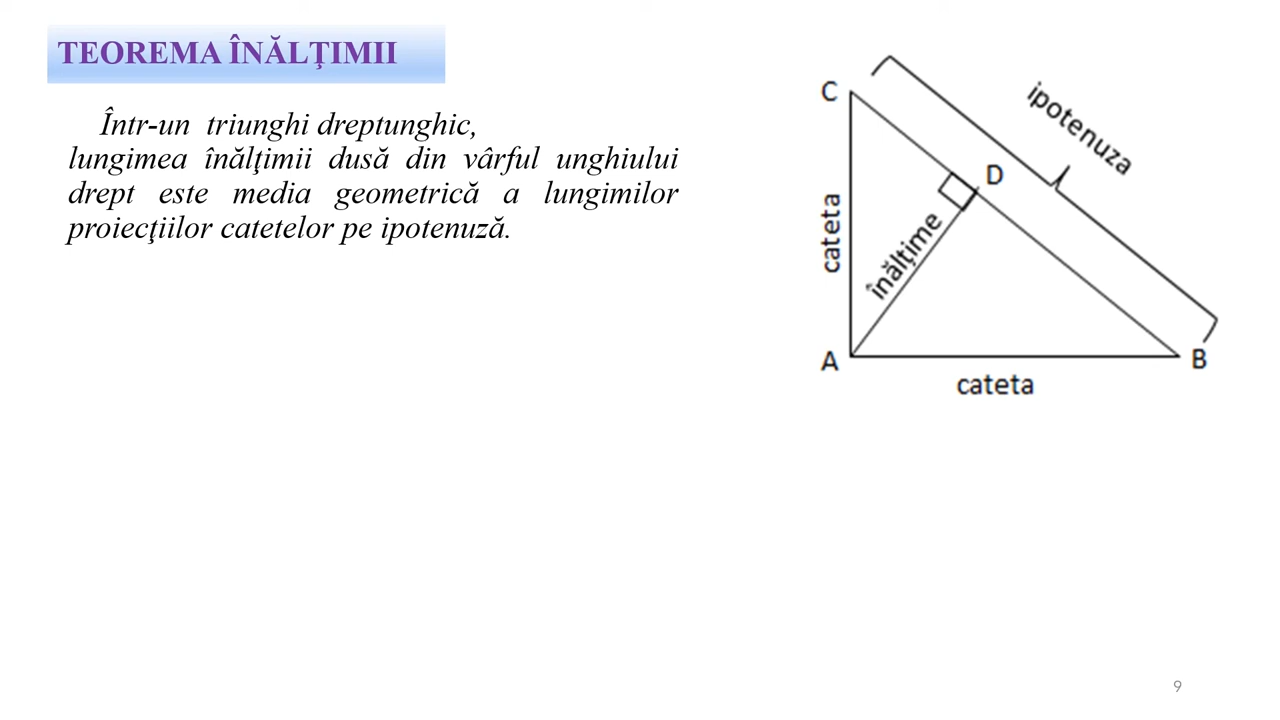 TEOREMA ÎNĂLŢIMII
Într-un triunghi dreptunghic,
lungimea înălţimii dusă din vârful unghiului
drept este media geometrică a lungimilor
proiecţiilor catetelor pe ipotenuză.
C
ipotenuza
D
cateta
înălţime
A
B
cateta
9